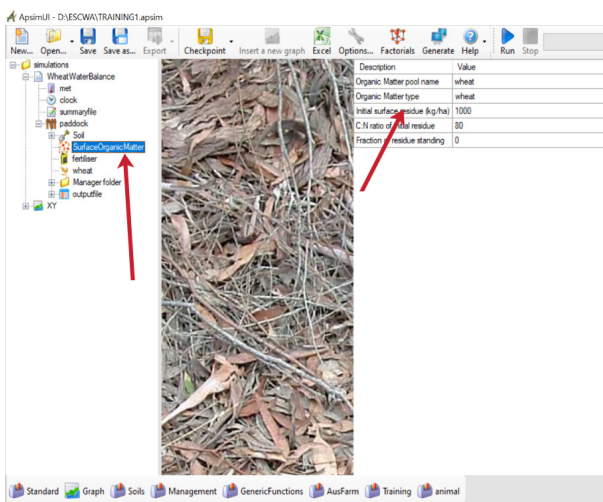 ApsimUI - D:\ESCWA\TRAINING1.apsim
New... Open... Save Save as... Export Checkpoint Insert a new graph Excel Options... Factorials Generate Help Run Stop
simulations
WheatWaterBalance
met
clock
summaryfile
paddock
Soil
SurfaceOrganicMatter
fertiliser
wheat
Manager folder
outputfile
XY
Description Value
Organic Matter pool name wheat
Organic Matter type wheat
Initial surface residue (kg/ha) 1000
C:N ratio of initial residue 80
Fraction of residue standing 0
Standard Graph Soils Management GenericFunctions AusFarm Training animal